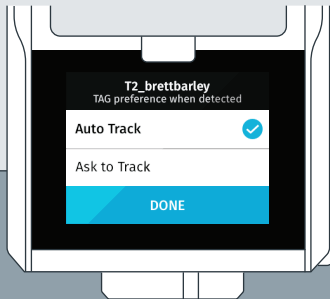 T2_brettbarley
TAG preference when detected
Auto Track
Ask to Track
DONE